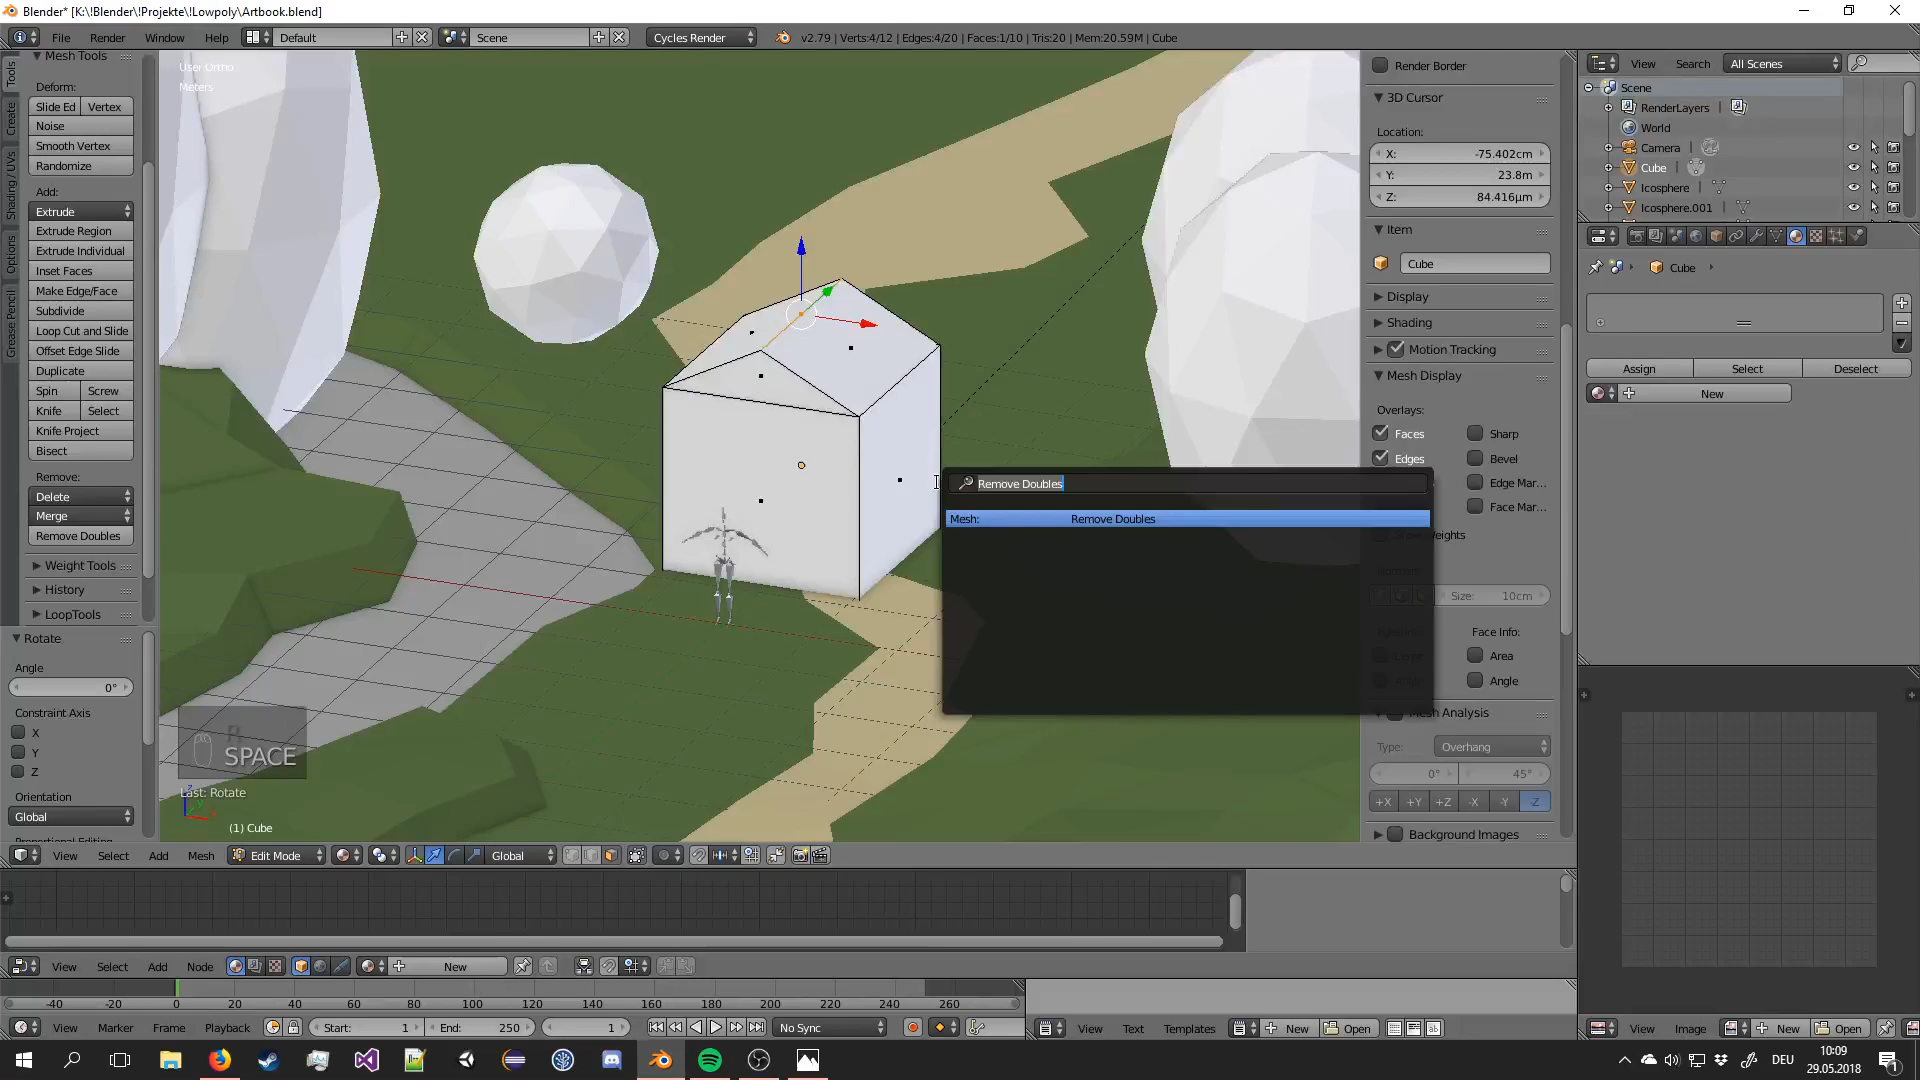 Blender* [K:\!Blender\!Projekte\!Lowpoly\Artbook.blend]
File Render Window Help Default Scene Cycles Render v2.79 | Verts:4/12 | Edges:4/20 | Faces:1/10 | Tris:20 | Mem:20.59M | Cube
Mesh Tools
Deform:
Slide Ed Vertex
Noise
Smooth Vertex
Randomize
Add:
Extrude
Extrude Region
Extrude Individual
Inset Faces
Make Edge/Face
Subdivide
Loop Cut and Slide
Offset Edge Slide
Duplicate
Spin Screw
Knife Select
Knife Project
Bisect
Remove:
Delete
Merge
Remove Doubles
Weight Tools
History
LoopTools
Tools
Create
Shading / UVs
Options
Grease Pencil
Rotate
Angle
0°
Constraint Axis
X
Y
Z
Orientation
Global
User Ortho
Meters
SPACE
Last: Rotate
(1) Cube
Remove Doubles
Mesh: Remove Doubles
Render Border
3D Cursor
Location:
X: -75.402cm
Y: 23.8m
Z: 84.416µm
Item
Cube
Display
Shading
Motion Tracking
Mesh Display
Overlays:
Faces Sharp
Edges Bevel
Edge Mar...
Face Mar...
Size: 10cm
Face Info:
Area
Angle
Mesh Analysis
Type: Overhang
0° 45°
+X +Y +Z -X -Y -Z
Background Images
View Search All Scenes
Scene
RenderLayers
World
Camera
Cube
Icosphere
Icosphere.001
Cube
Assign Select Deselect
New
View Select Add Mesh Edit Mode Global
View Select Add Node New
-40 -20 0 20 40 60 80 100 120 140 160 180 200 220 240 260
View Marker Frame Playback Start: 1 End: 250 1 No Sync
View Text Templates New Open
View Image New Open
DEU
10:09
29.05.2018
1